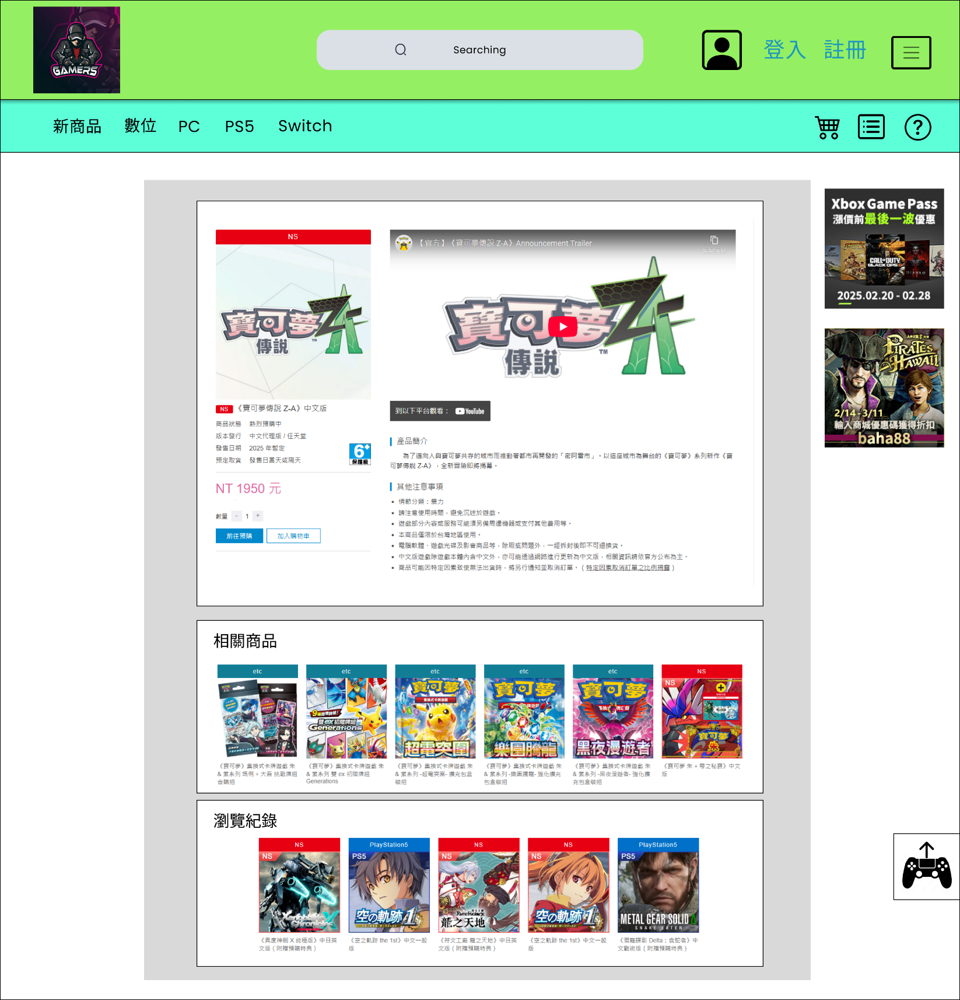 GAMERS
Searching
登入 註冊
新商品 數位 PC PS5 Switch
Xbox Game Pass
漲價前最後一波優惠
CALL OF DUTY
BLACK OPS 6
DIABLO
2025.02.20 - 02.28
PIRATES
HAWAII
2/14 - 3/11
輸入商城優惠碼獲得折扣
baha88
NS
寶可夢 Z-A
傳說
NS 《寶可夢傳說 Z-A》中文版
商品狀態 熱烈預購中
版本發行 中文代理版 / 任天堂
發售日期 2025 年暫定
預定取貨 發售日當天或隔天
6+
保護級
NT 1950 元
數量 - 1 +
前往預購 加入購物車
【官方】《寶可夢傳說 Z-A》Announcement Trailer
複製連結
寶可夢 Z-A
傳說
TM
到以下平台觀看： YouTube
產品簡介
為了邁向人與寶可夢共存的城市而推動著都市再開發的「密阿雷市」。以這座城市為舞台的《寶可夢》系列新作《寶
可夢傳說 Z-A》，全新冒險即將揭幕。
其他注意事項
• 情節分類：暴力
• 請注意使用時間，避免沉迷於遊戲。
• 遊戲部分內容或服務可能須另備周邊機器或支付其他費用等。
• 本商品僅限於台灣地區使用。
• 電腦軟體、遊戲光碟及影音商品等，除瑕疵問題外，一經拆封後即不可退換貨。
• 中文版遊戲除遊戲本體內含中文外，亦可能透過網路進行更新為中文版，相關資訊請依官方公布為主。
• 商品可能因特定因素致使無法出貨時，將另行通知並取消訂單。（特定因素取消訂單之比例揭露）
相關商品
etc
《寶可夢》集換式卡牌遊戲 朱
& 紫系列 瑪俐 + 大吾 挑戰牌組
合購組
etc
雙ex初階牌組
Generations
《寶可夢》集換式卡牌遊戲 朱
& 紫系列 雙 ex 初階牌組
Generations
etc
寶可夢
集換式卡牌遊戲
超電突圍
《寶可夢》集換式卡牌遊戲 朱
& 紫系列 -超電突圍- 擴充包盒
裝組
etc
寶可夢
樂園騰龍
《寶可夢》集換式卡牌遊戲 朱
& 紫系列 -樂園騰龍- 強化擴充
包盒裝組
etc
寶可夢
黑夜漫遊者
《寶可夢》集換式卡牌遊戲 朱
& 紫系列 -黑夜漫遊者- 強化擴
充包盒裝組
NS
NS
寶可夢
朱
《寶可夢 朱 + 零之秘寶》中文
版
瀏覽紀錄
NS
NS
Xenoblade
Chronicles X
《異度神劍 X 終極版》中日英
文版（附贈預購特典）
PlayStation5
PS5
空の軌跡 1st
《空之軌跡 the 1st》中文一般
版
NS
NS
Rune Factory
龍之天地
《符文工廠 龍之天地》中日英
文版（附贈預購特典）
NS
NS
空の軌跡 1st
《空之軌跡 the 1st》中文一般
版
PlayStation5
PS5
METAL GEAR SOLID Δ
SNAKE EATER
《潛龍諜影 Delta：食蛇者》中
文戰術版（附贈預購特典）